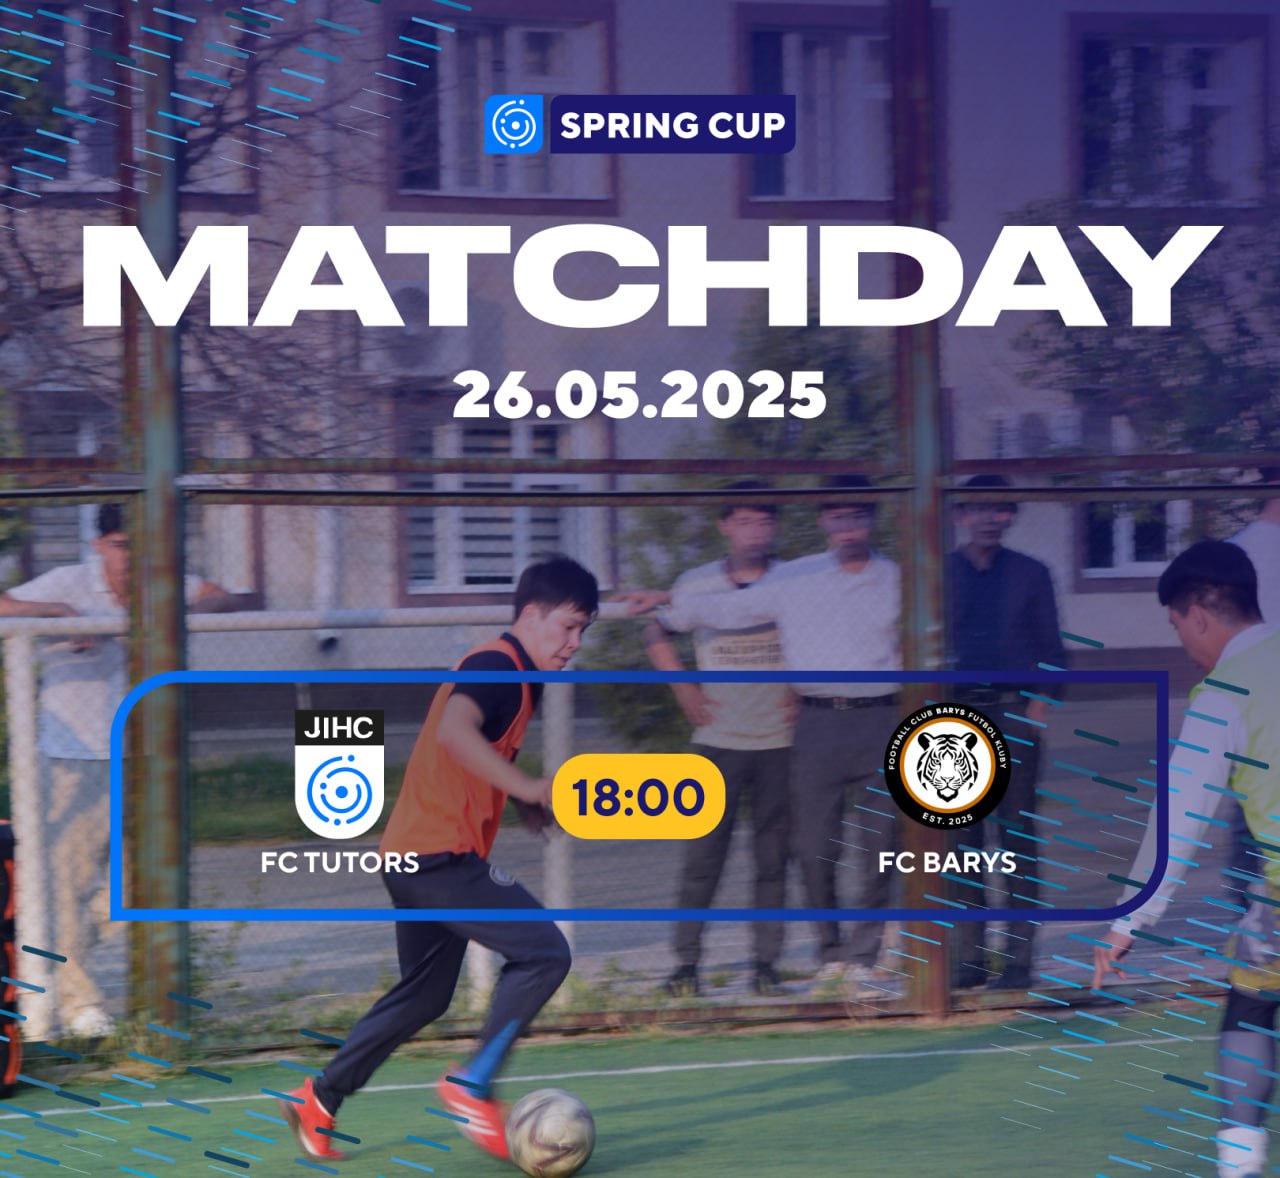 SPRING CUP
MATCHDAY
26.05.2025
JIHC
FC TUTORS
18:00
FOOTBALL CLUB BARYS FUTBOL KLUBY
EST. 2025
FC BARYS